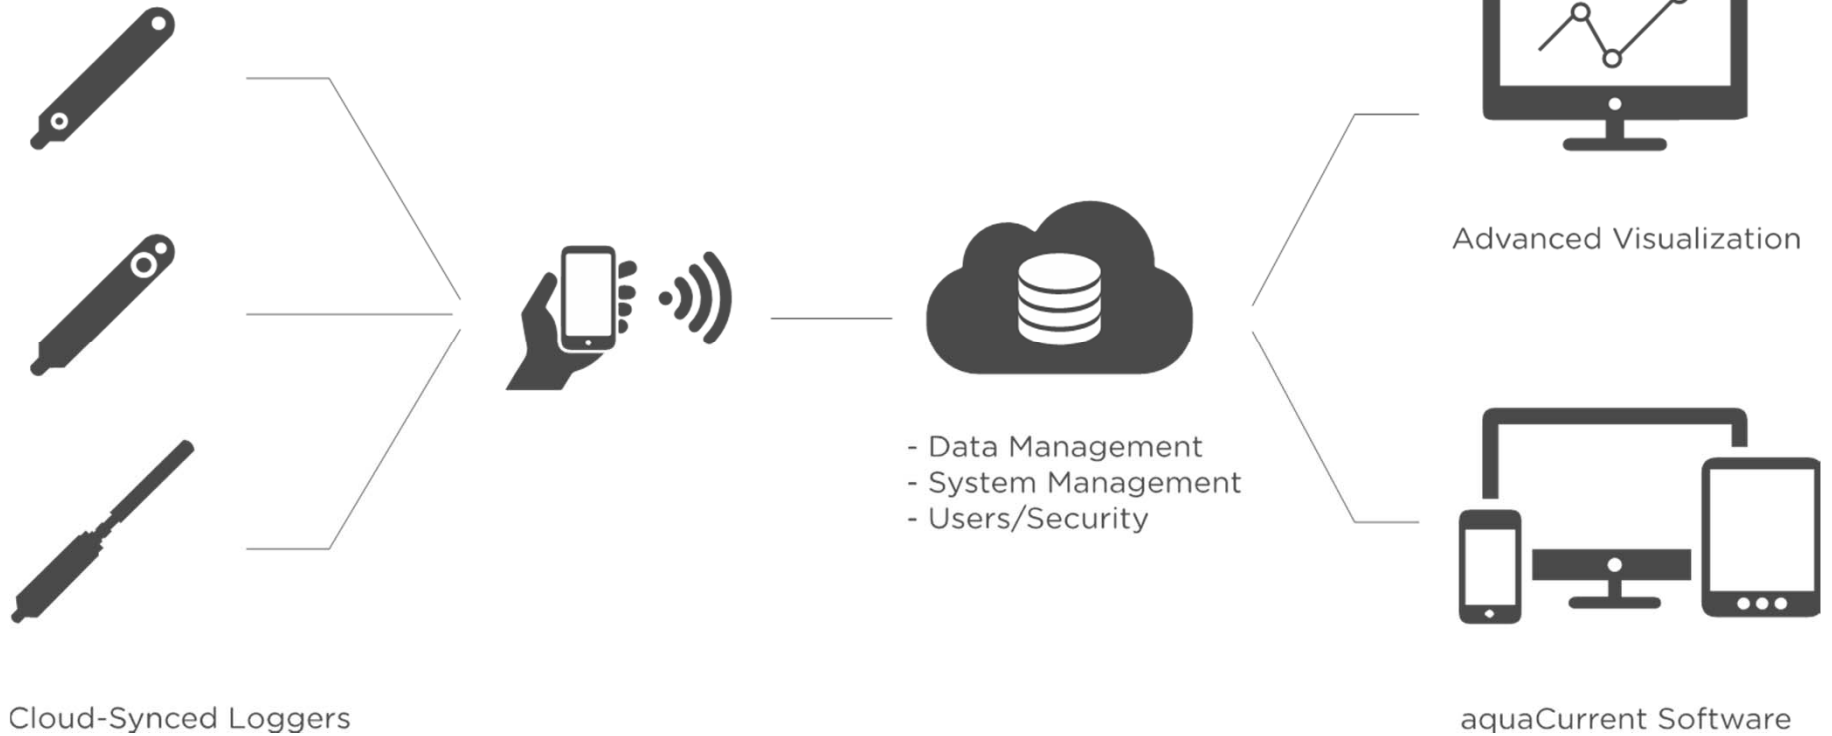 Advanced Visualization
- Data Management
- System Management
- Users/Security
Cloud-Synced Loggers
aquaCurrent Software